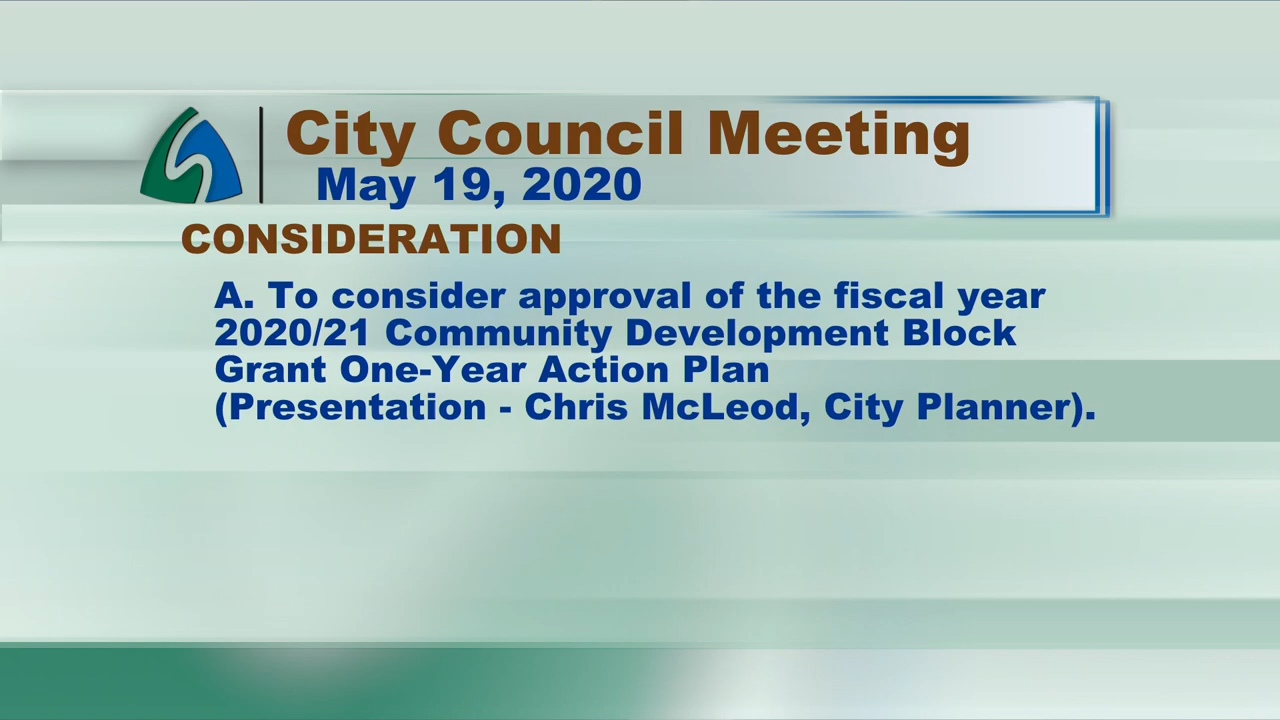 City Council Meeting
May 19, 2020
CONSIDERATION
A. To consider approval of the fiscal year
2020/21 Community Development Block
Grant One-Year Action Plan
(Presentation - Chris McLeod, City Planner).